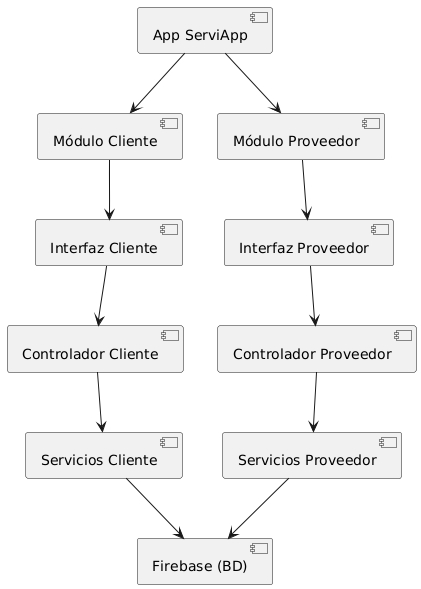 App ServiApp
Módulo Cliente
Módulo Proveedor
Interfaz Cliente
Interfaz Proveedor
Controlador Cliente
Controlador Proveedor
Servicios Cliente
Servicios Proveedor
Firebase (BD)